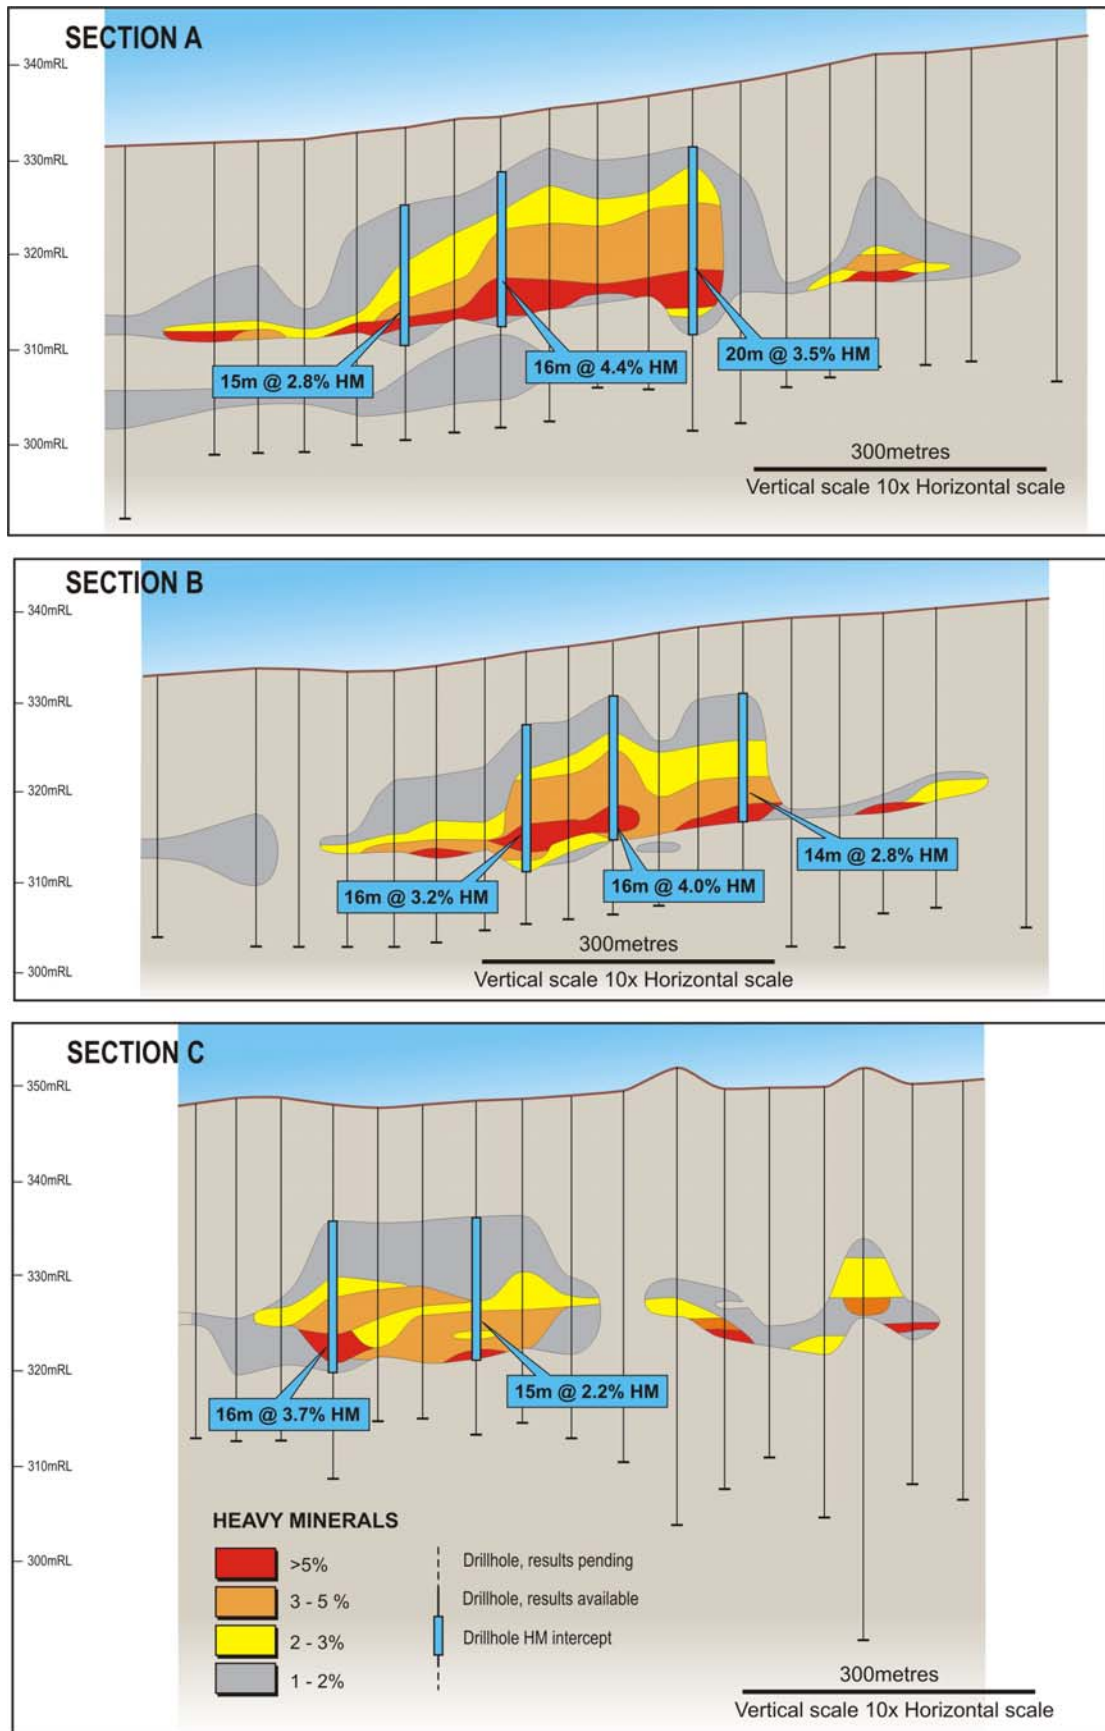 SECTION A
340mRL
330mRL
320mRL
310mRL
300mRL
15m @ 2.8% HM
16m @ 4.4% HM
20m @ 3.5% HM
300metres
Vertical scale 10x Horizontal scale
SECTION B
340mRL
330mRL
320mRL
310mRL
300mRL
16m @ 3.2% HM
16m @ 4.0% HM
14m @ 2.8% HM
300metres
Vertical scale 10x Horizontal scale
SECTION C
350mRL
340mRL
330mRL
320mRL
310mRL
300mRL
16m @ 3.7% HM
15m @ 2.2% HM
HEAVY MINERALS
>5%
3 - 5 %
2 - 3%
1 - 2%
Drillhole, results pending
Drillhole, results available
Drillhole HM intercept
300metres
Vertical scale 10x Horizontal scale